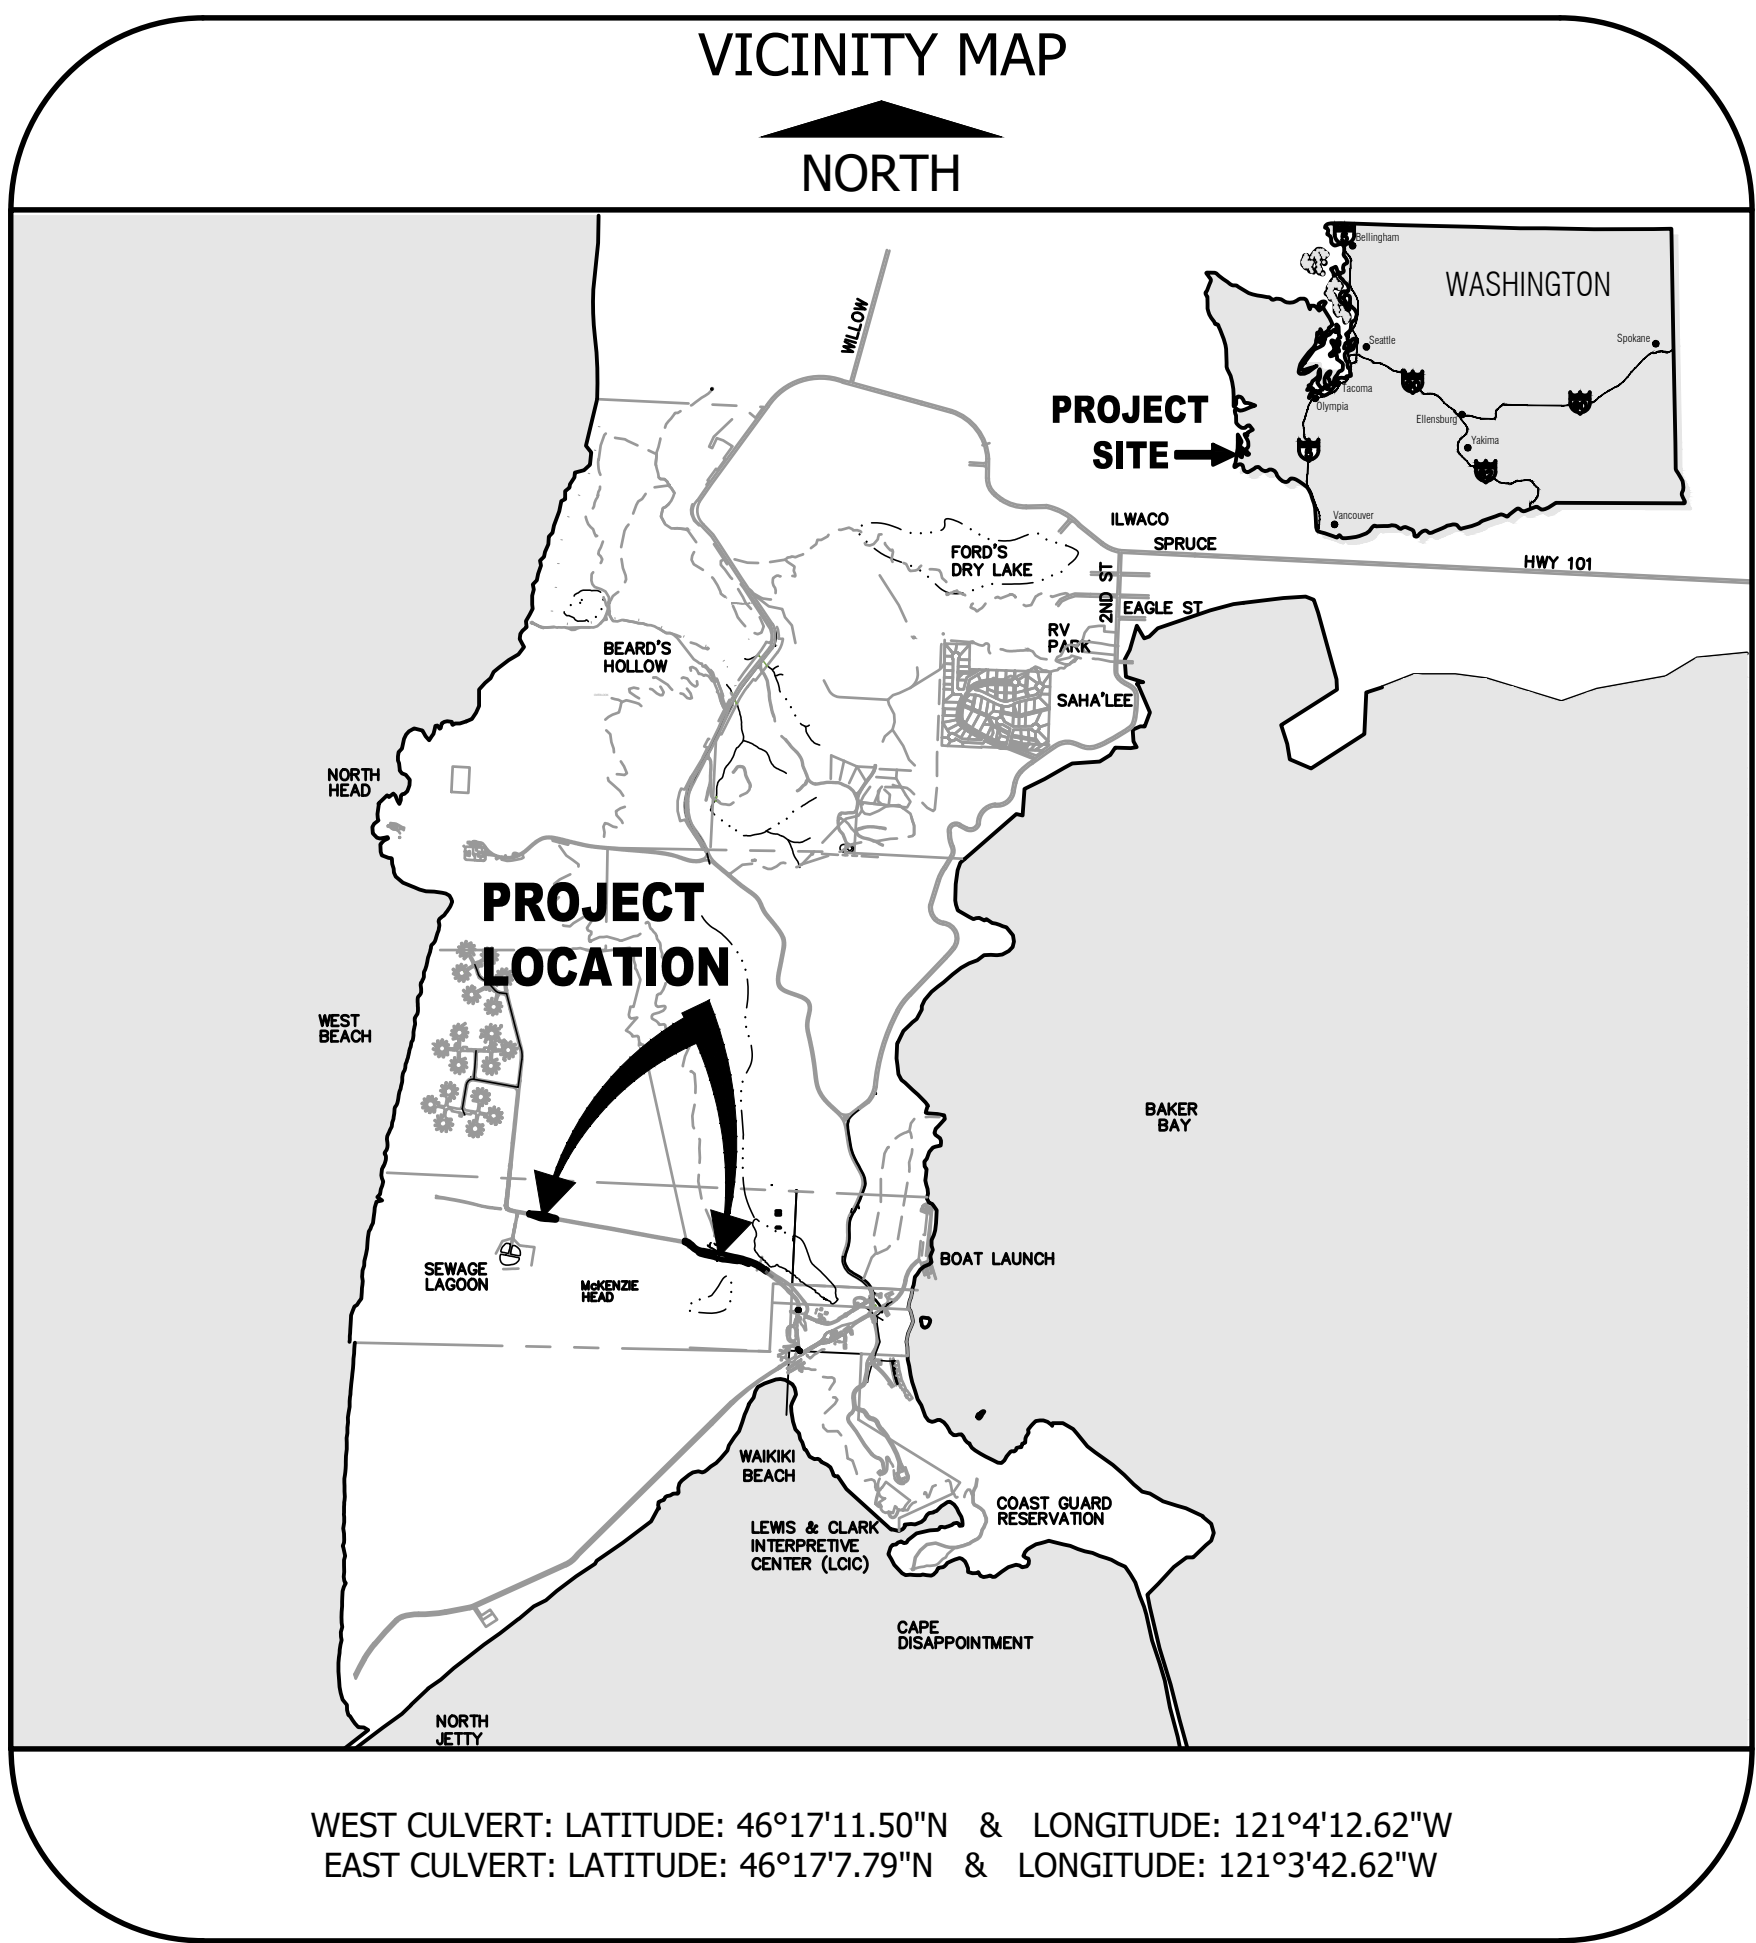 VICINITY MAP
NORTH
Bellingham
WASHINGTON
Seattle
Spokane
Tacoma
Olympia
Ellensburg
Yakima
Vancouver
PROJECT
SITE
WILLOW
ILWACO
SPRUCE
HWY 101
FORD'S
DRY LAKE
2ND ST
EAGLE ST
RV
PARK
BEARD'S
HOLLOW
SAHA'LEE
NORTH
HEAD
PROJECT
LOCATION
WEST
BEACH
BAKER
BAY
SEWAGE
LAGOON
McKENZIE
HEAD
BOAT LAUNCH
WAIKIKI
BEACH
LEWIS & CLARK
INTERPRETIVE
CENTER (LCIC)
COAST GUARD
RESERVATION
CAPE
DISAPPOINTMENT
NORTH
JETTY
WEST CULVERT: LATITUDE: 46°17'11.50"N & LONGITUDE: 121°4'12.62"W
EAST CULVERT: LATITUDE: 46°17'7.79"N & LONGITUDE: 121°3'42.62"W